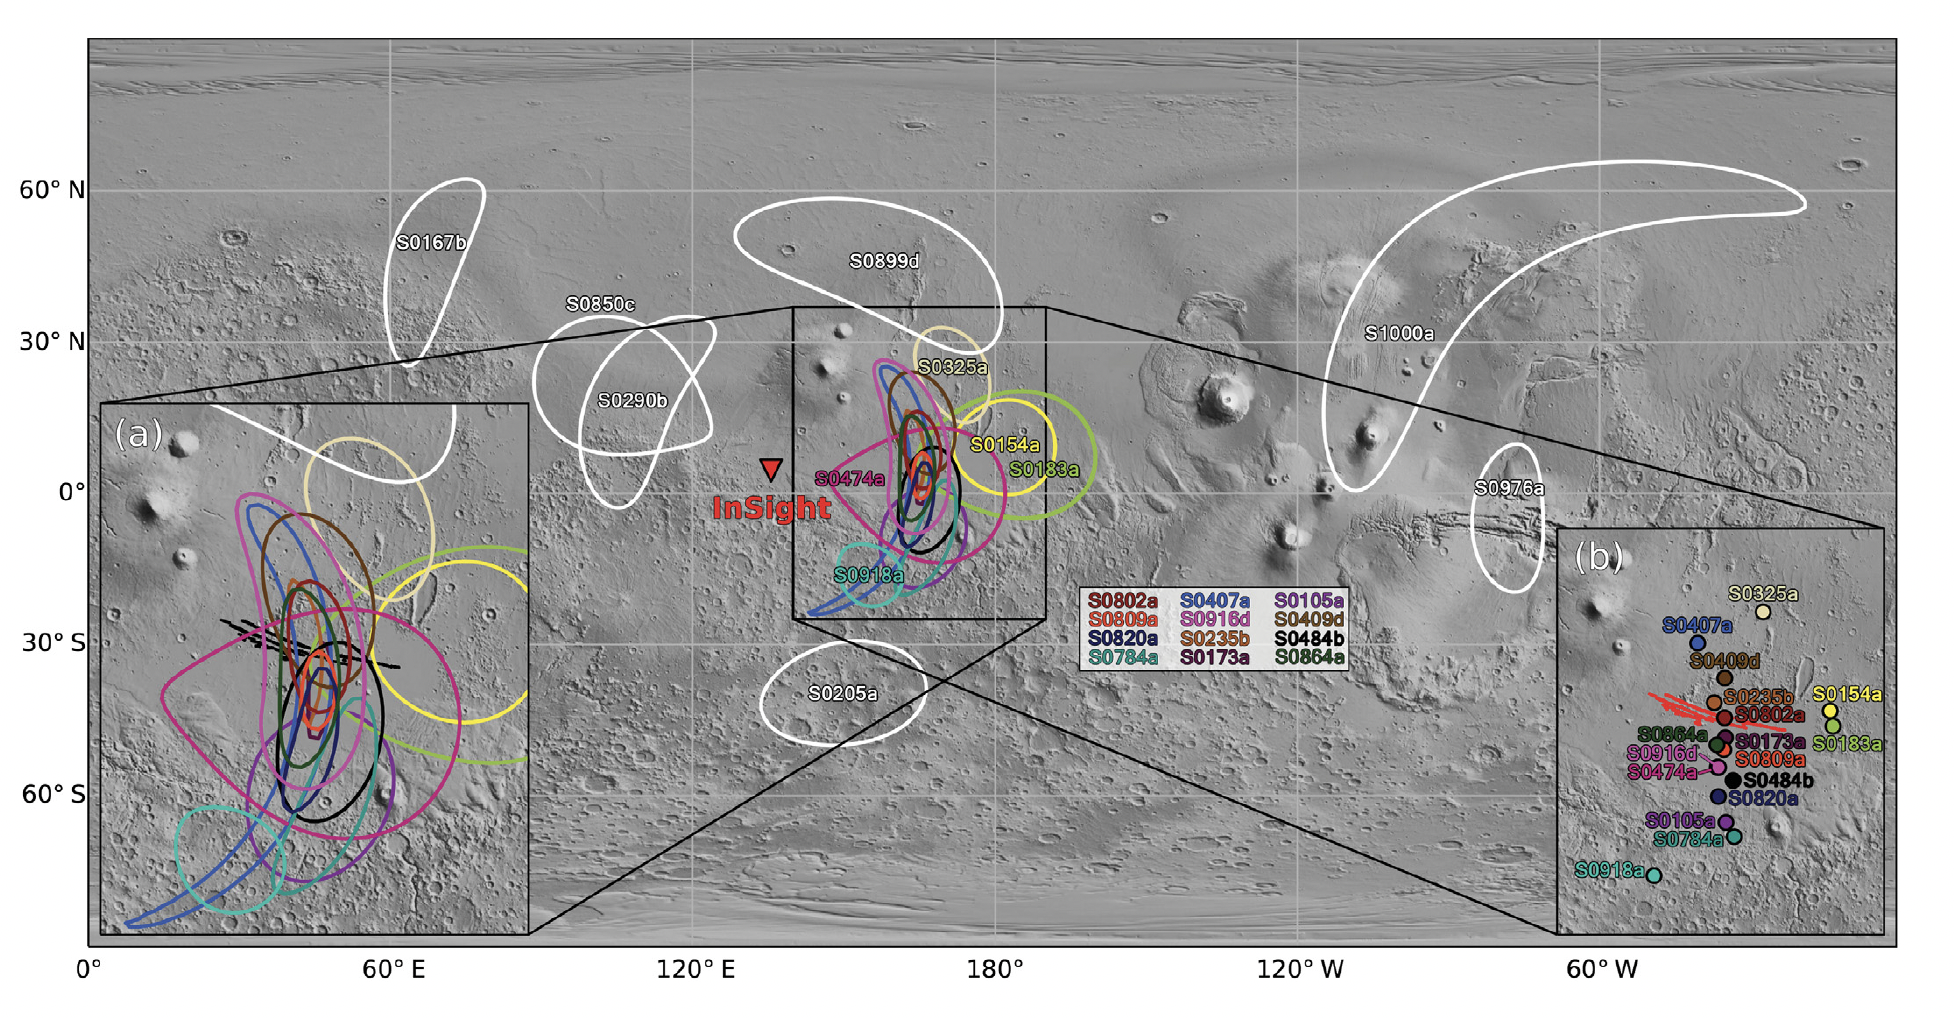 60° N
30° N
0°
30° S
60° S
0°
60° E
120° E
180°
120° W
60° W
S0167b
S0899d
S0850c
S1000a
S0325a
S0290b
S0154a
S0183a
S0474a
S0976a
InSight
S0918a
S0205a
S0802a S0407a S0105a
S0809a S0916d S0409d
S0820a S0235b S0484b
S0784a S0173a S0864a
(a)
(b)
S0325a
S0407a
S0409d
S0235b
S0154a
S0802a
S0864a
S0173a
S0183a
S0916d
S0809a
S0474a
S0484b
S0820a
S0105a
S0784a
S0918a